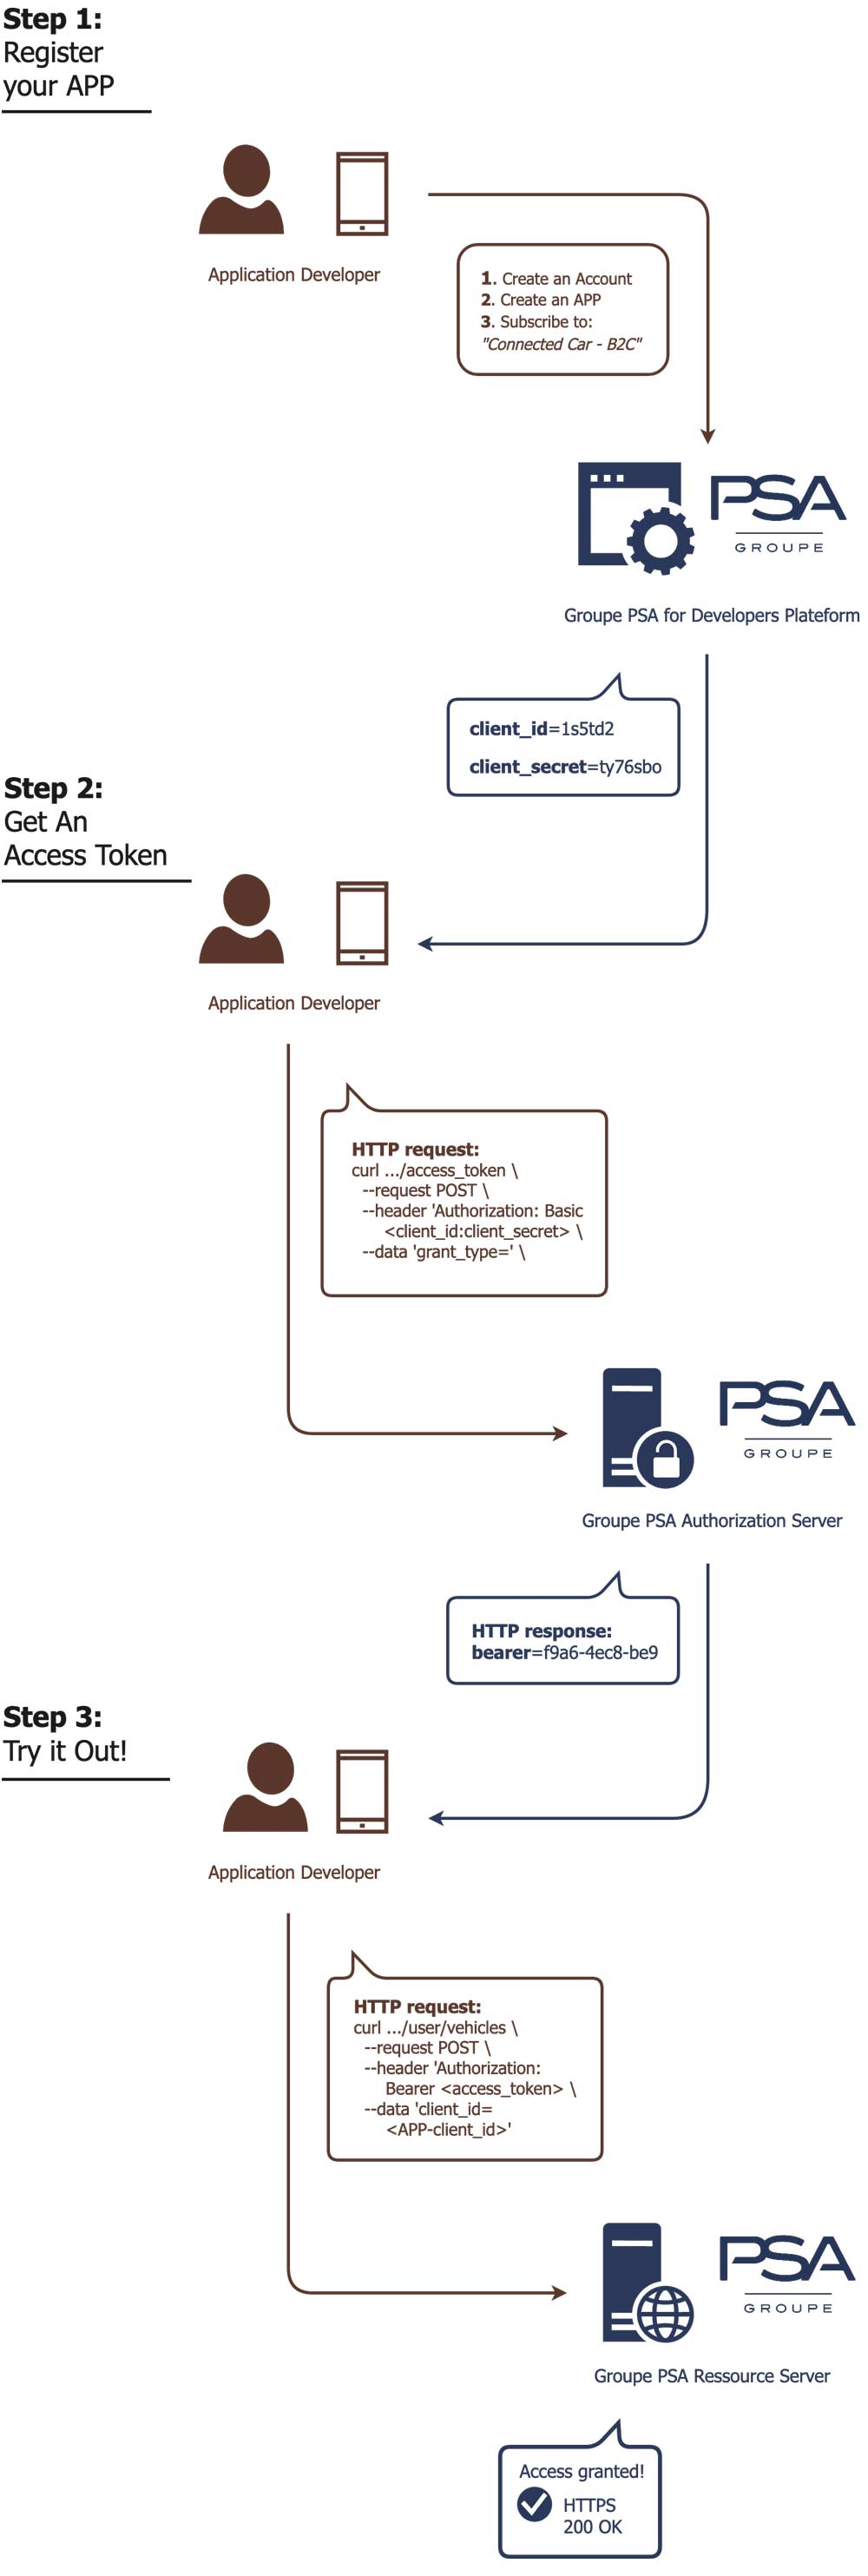 Step 1:
Register
your APP
Application Developer
1. Create an Account
2. Create an APP
3. Subscribe to:
"Connected Car - B2C"
PSA
GROUPE
Groupe PSA for Developers Plateform
client_id=1s5td2
client_secret=ty76sbo
Step 2:
Get An
Access Token
Application Developer
HTTP request:
curl .../access_token \
--request POST \
--header 'Authorization: Basic
<client_id:client_secret> \
--data 'grant_type=' \
PSA
GROUPE
Groupe PSA Authorization Server
HTTP response:
bearer=f9a6-4ec8-be9
Step 3:
Try it Out!
Application Developer
HTTP request:
curl .../user/vehicles \
--request POST \
--header 'Authorization:
Bearer <access_token> \
--data 'client_id=
<APP-client_id>'
PSA
GROUPE
Groupe PSA Ressource Server
Access granted!
HTTPS
200 OK